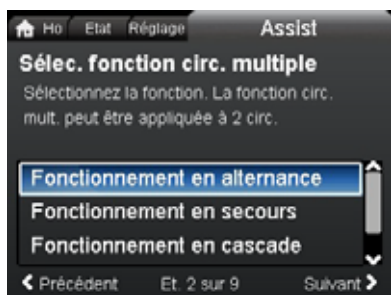 Ho Etat Réglage Assist
Sélec. fonction circ. multiple
Sélectionnez la fonction. La fonction circ.
mult. peut être appliquée à 2 circ.
Fonctionnement en alternance
Fonctionnement en secours
Fonctionnement en cascade
Précédent Et. 2 sur 9 Suivant